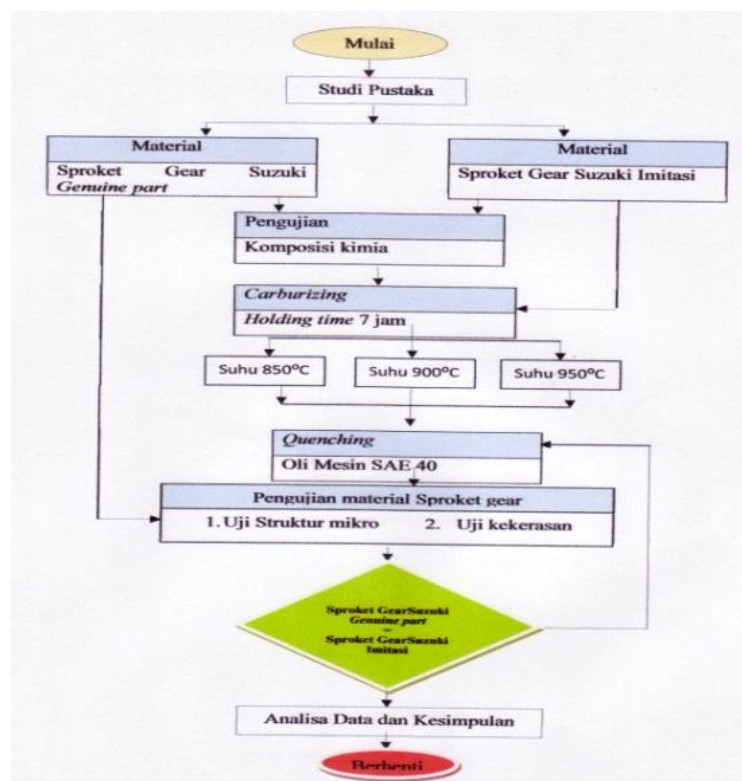 Mulai
Studi Pustaka
Material
Sproket Gear Suzuki
Genuine part
Material
Sproket Gear Suzuki Imitasi
Pengujian
Komposisi kimia
Carburizing
Holding time 7 jam
Suhu 850°C
Suhu 900°C
Suhu 950°C
Quenching
Oli Mesin SAE 40
Pengujian material Sproket gear
1. Uji Struktur mikro 2. Uji kekerasan
Sproket GearSuzuki
Genuine part
~
Sproket GearSuzuki
Imitasi
Analisa Data dan Kesimpulan
Berhenti